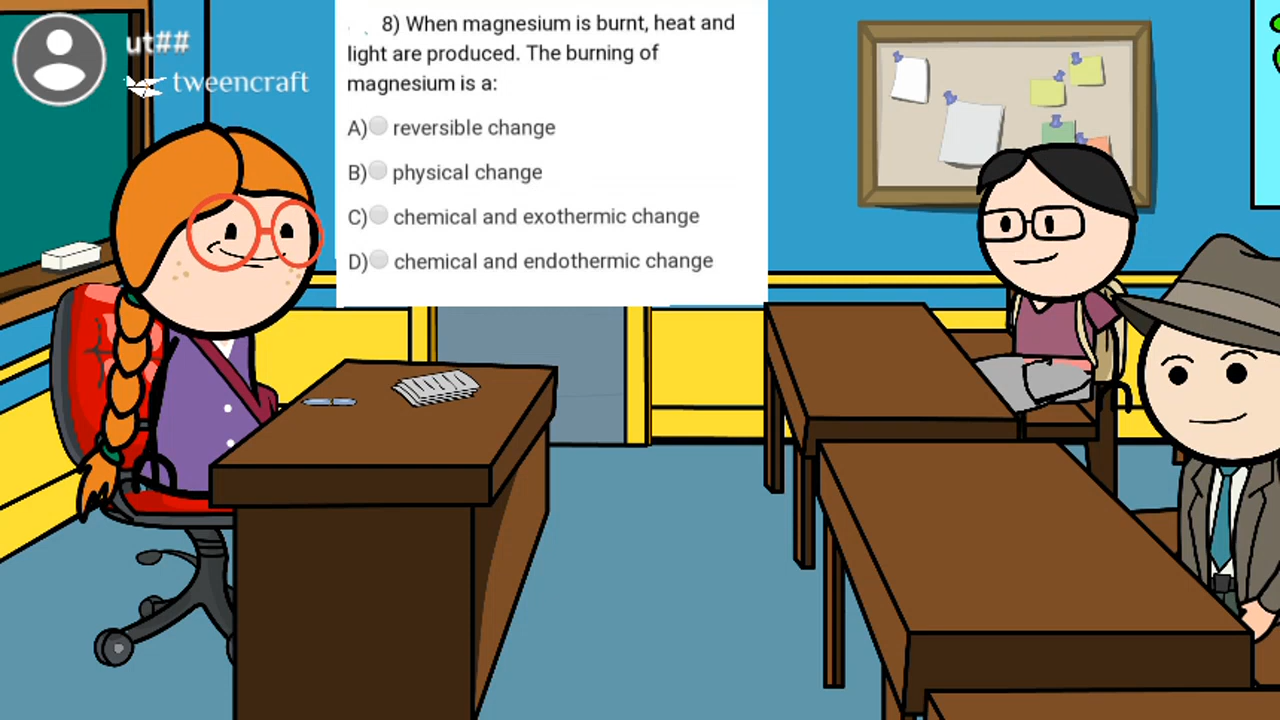 ut##
tweencraft
8) When magnesium is burnt, heat and
light are produced. The burning of
magnesium is a:
A) reversible change
B) physical change
C) chemical and exothermic change
D) chemical and endothermic change